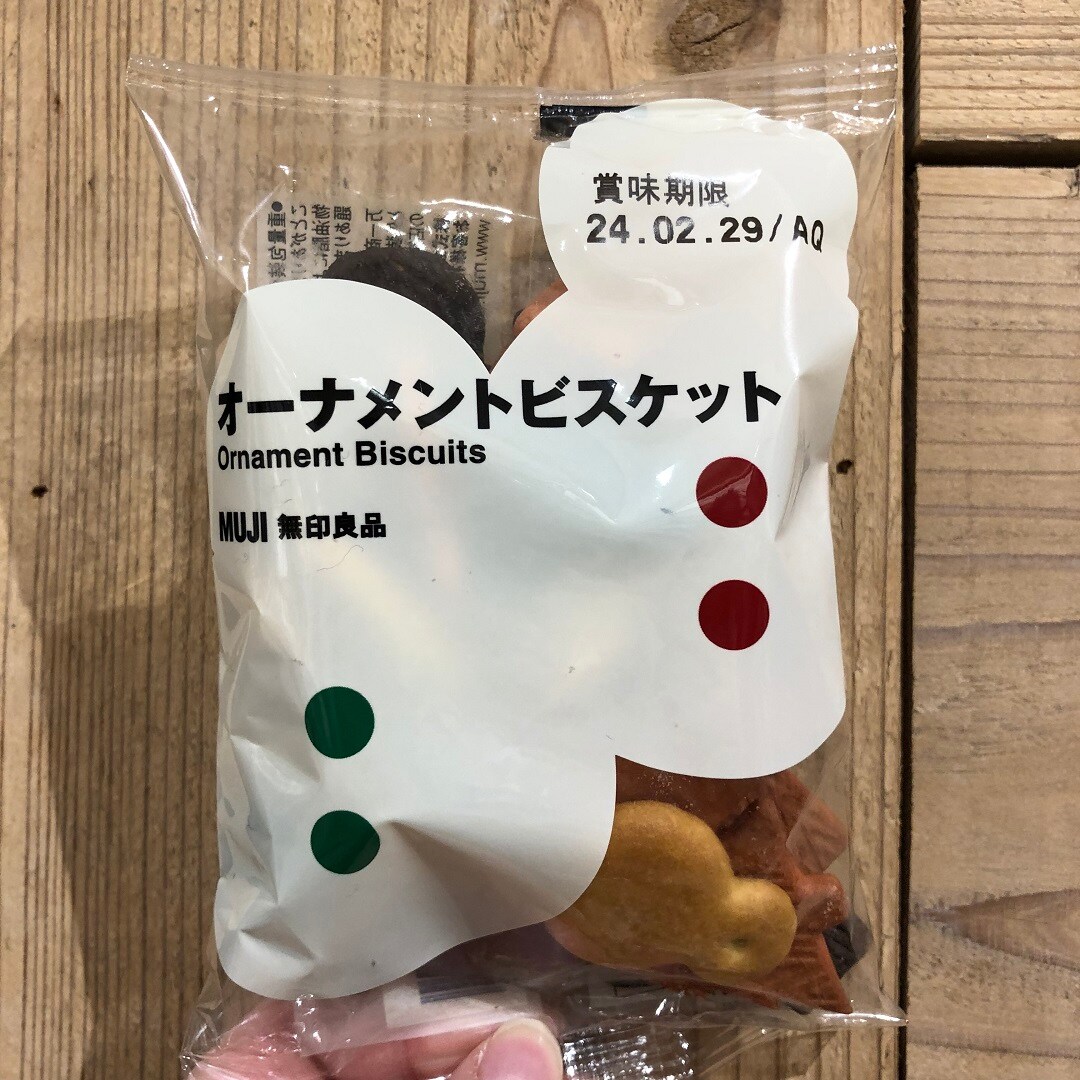 賞味期限
24.02.29/AQ
オーナメントビスケット
Ornament Biscuits
MUJI 無印良品